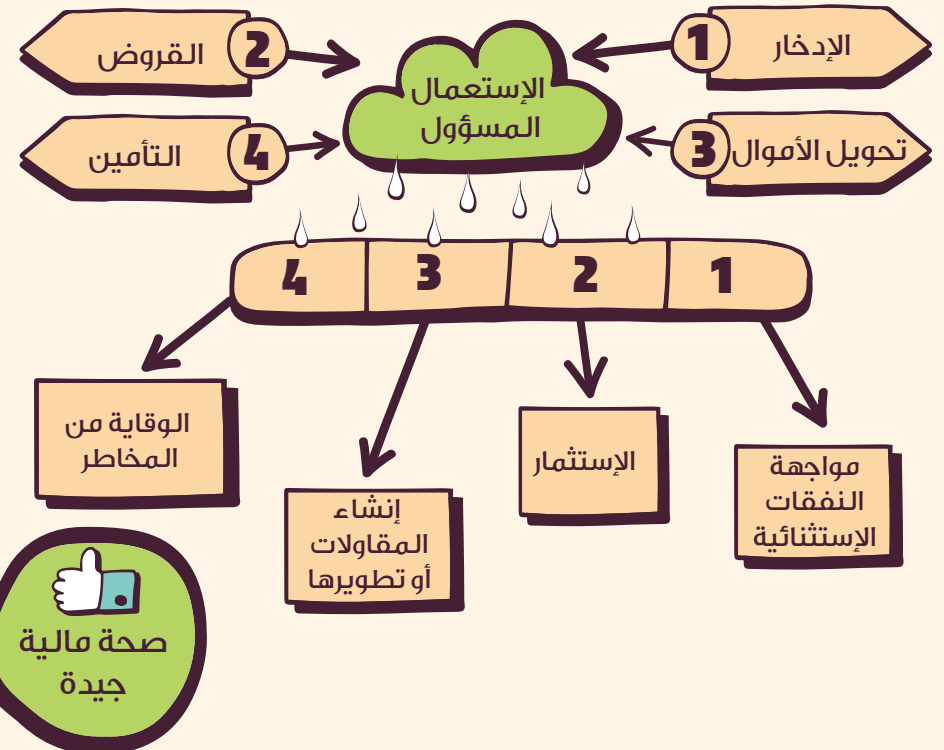 الإدخار
1
2
القروض
الإستعمال
المسؤول
تحويل الأموال
3
4
التأمين
1
2
3
4
مواجهة
النفقات
الإستثنائية
الإستثمار
إنشاء
المقاولات
أو تطويرها
الوقاية من
المخاطر
صحة مالية
جيدة